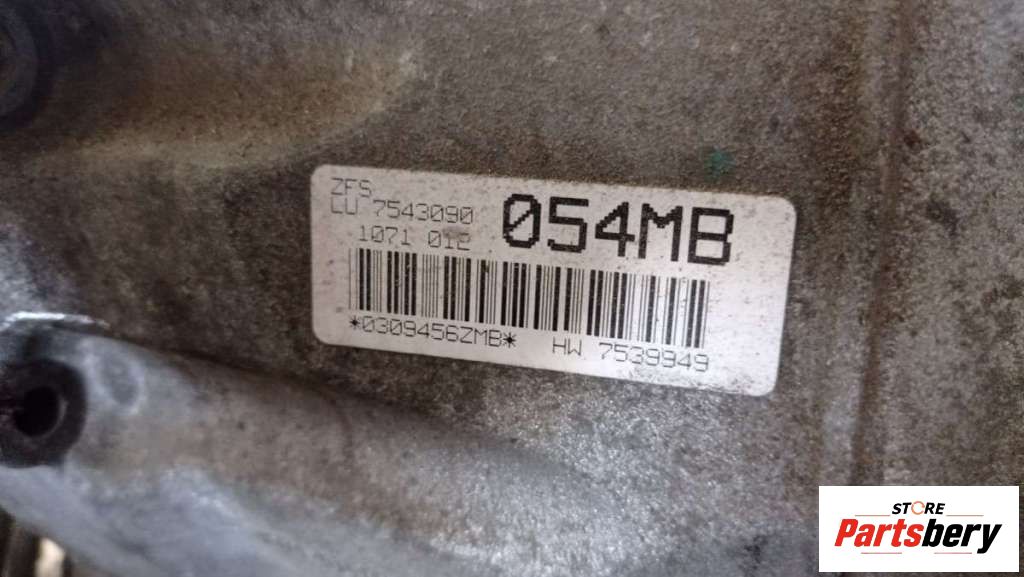 ZFS
LU 7543090
1071 012
054MB
*0309456ZMB* HW 7539949
STORE
Partsbery